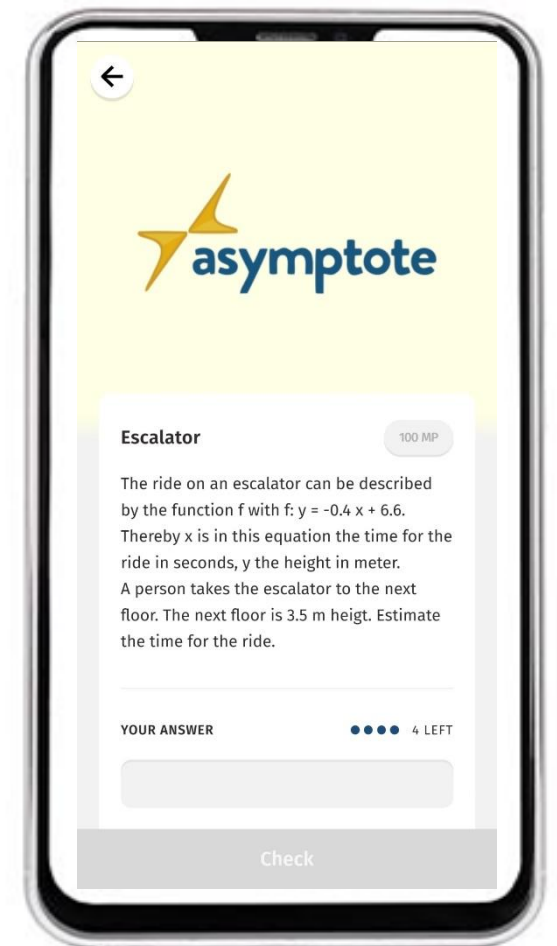 asymptote
Escalator
100 MP
The ride on an escalator can be described
by the function f with f: y = -0.4 x + 6.6.
Thereby x is in this equation the time for the
ride in seconds, y the height in meter.
A person takes the escalator to the next
floor. The next floor is 3.5 m heigt. Estimate
the time for the ride.
YOUR ANSWER
4 LEFT
Check